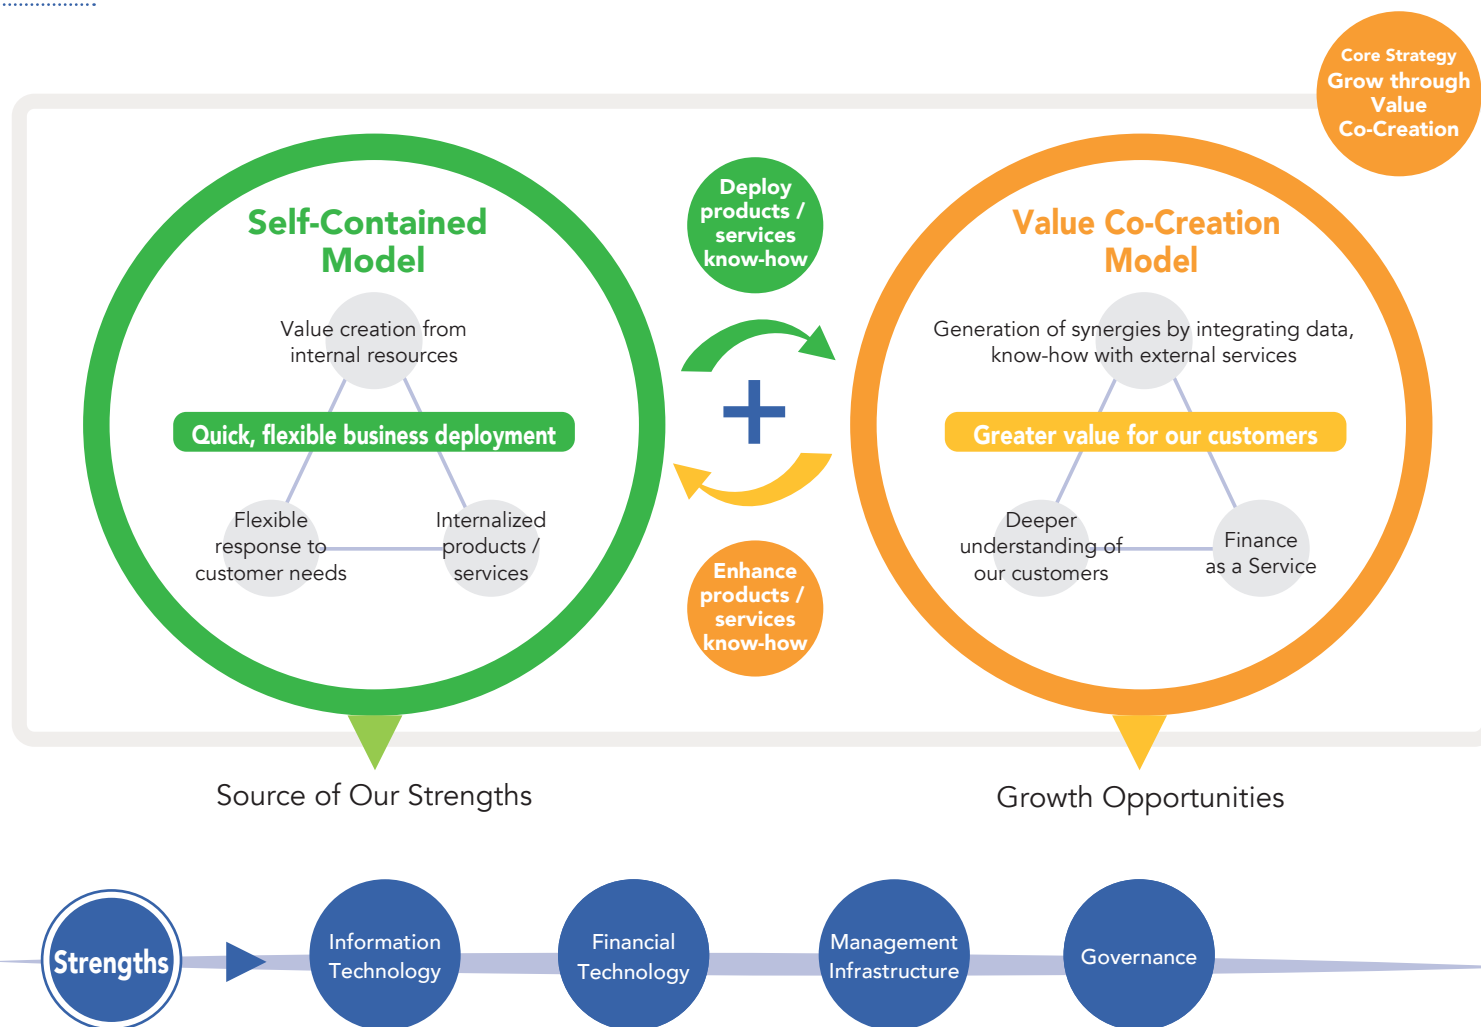 Core Strategy
Grow through
Value
Co-Creation
Self-Contained
Model
Value creation from
internal resources
Quick, flexible business deployment
Flexible
response to
customer needs
Internalized
products /
services
Deploy
products /
services
know-how
Enhance
products /
services
know-how
Value Co-Creation
Model
Generation of synergies by integrating data,
know-how with external services
Greater value for our customers
Deeper
understanding of
our customers
Finance
as a Service
Source of Our Strengths
Growth Opportunities
Strengths
Information
Technology
Financial
Technology
Management
Infrastructure
Governance